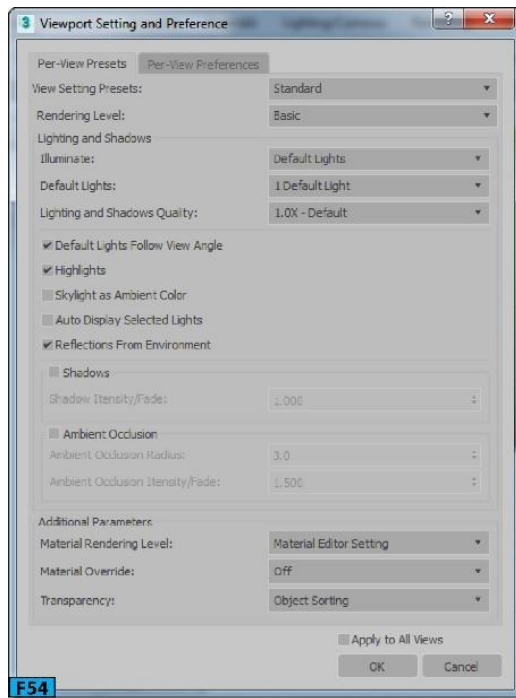 3 Viewport Setting and Preference ? X
Per-View Presets Per-View Preferences
View Setting Presets: Standard
Rendering Level: Basic
Lighting and Shadows
Illuminate: Default Lights
Default Lights: 1 Default Light
Lighting and Shadows Quality: 1.0X - Default
Default Lights Follow View Angle
Highlights
Skylight as Ambient Color
Auto Display Selected Lights
Reflections From Environment
Shadows
Shadow Itensity/Fade: 1.000
Ambient Occlusion
Ambient Occlusion Radius: 3.0
Ambient Occlusion Itensity/Fade: 1.500
Additional Parameters
Material Rendering Level: Material Editor Setting
Material Override: Off
Transparency: Object Sorting
Apply to All Views
OK Cancel
F54